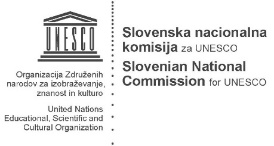 UNESCO
Organizacija Združenih
narodov za izobraževanje,
znanost in kulturo
United Nations
Educational, Scientific and
Cultural Organization
Slovenska nacionalna
komisija za UNESCO
Slovenian National
Commission for UNESCO